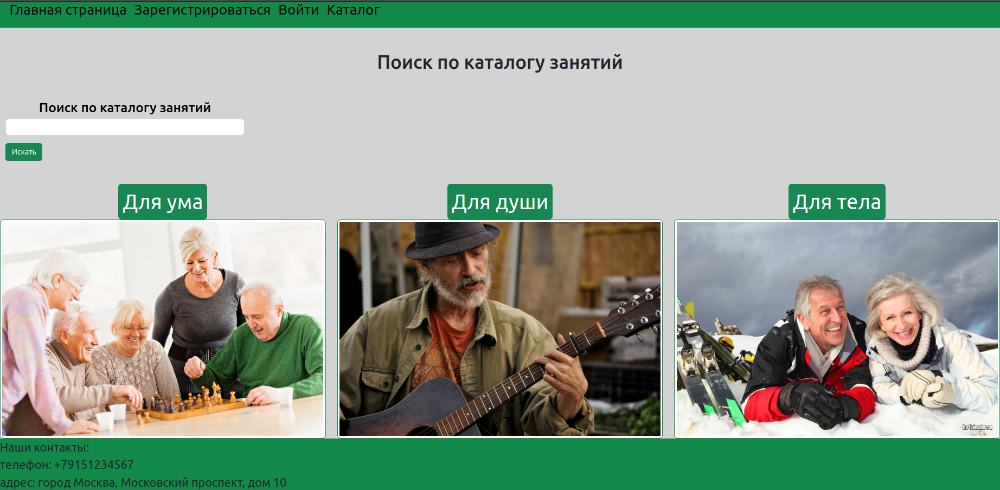 Главная страница Зарегистрироваться Войти Каталог
Поиск по каталогу занятий
Поиск по каталогу занятий
Искать
Для ума Для души Для тела
Наши контакты:
телефон: +79151234567
адрес: город Москва, Московский проспект, дом 10